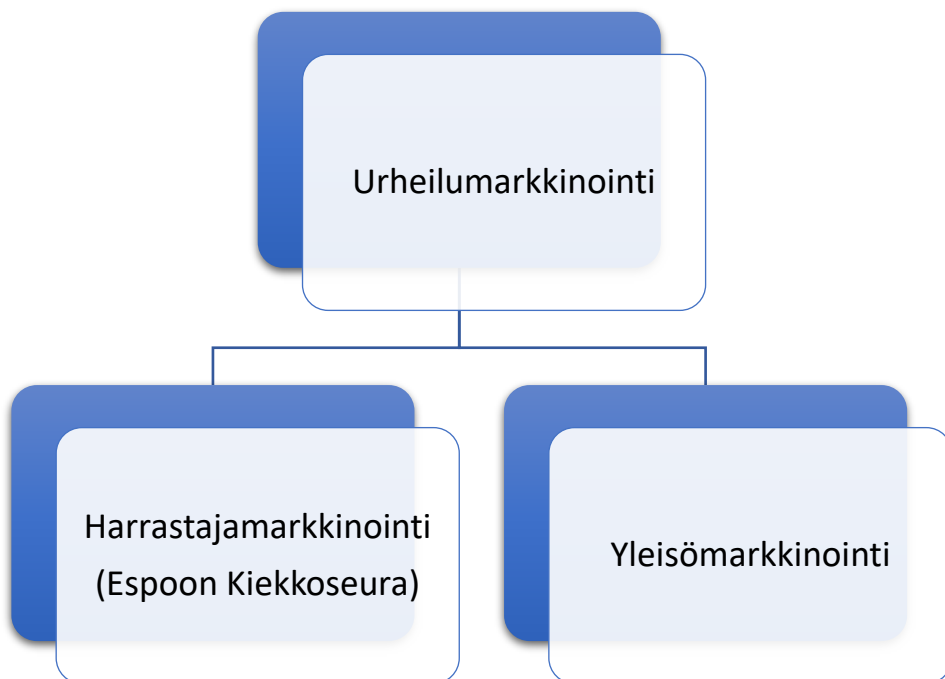 Urheilumarkkinointi
Harrastajamarkkinointi
(Espoon Kiekkoseura)
Yleisömarkkinointi